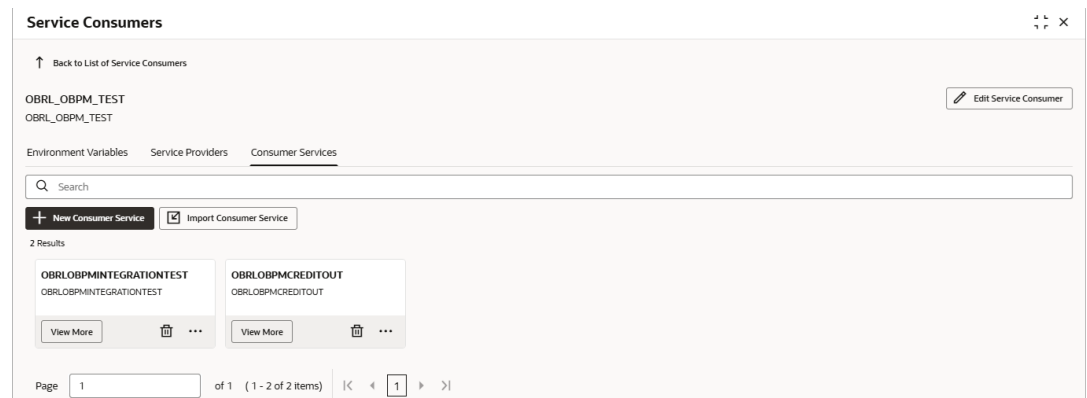 Service Consumers
Back to List of Service Consumers
OBRL_OBPM_TEST
Edit Service Consumer
OBRL_OBPM_TEST
Environment Variables Service Providers Consumer Services
Search
New Consumer Service Import Consumer Service
2 Results
OBRLOBPMINTEGRATIONTEST OBRLOBPMCREDITOUT
OBRLOBPMINTEGRATIONTEST OBRLOBPMCREDITOUT
View More View More
Page 1 of 1 (1 - 2 of 2 items) 1